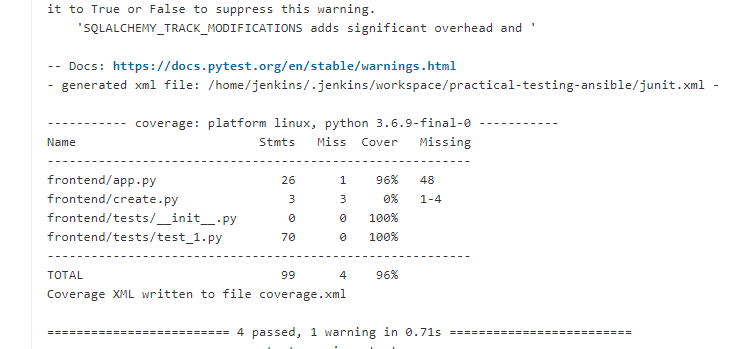 it to True or False to suppress this warning.
'SQLALCHEMY_TRACK_MODIFICATIONS adds significant overhead and '
-- Docs: https://docs.pytest.org/en/stable/warnings.html
- generated xml file: /home/jenkins/.jenkins/workspace/practical-testing-ansible/junit.xml -
----------- coverage: platform linux, python 3.6.9-final-0 -----------
Name                             Stmts   Miss  Cover   Missing
----------------------------------------------------------
frontend/app.py                     26      1    96%   48
frontend/create.py                   3      3     0%   1-4
frontend/tests/__init__.py           0      0   100%
frontend/tests/test_1.py            70      0   100%
----------------------------------------------------------
TOTAL                               99      4    96%
Coverage XML written to file coverage.xml
========================= 4 passed, 1 warning in 0.71s =========================